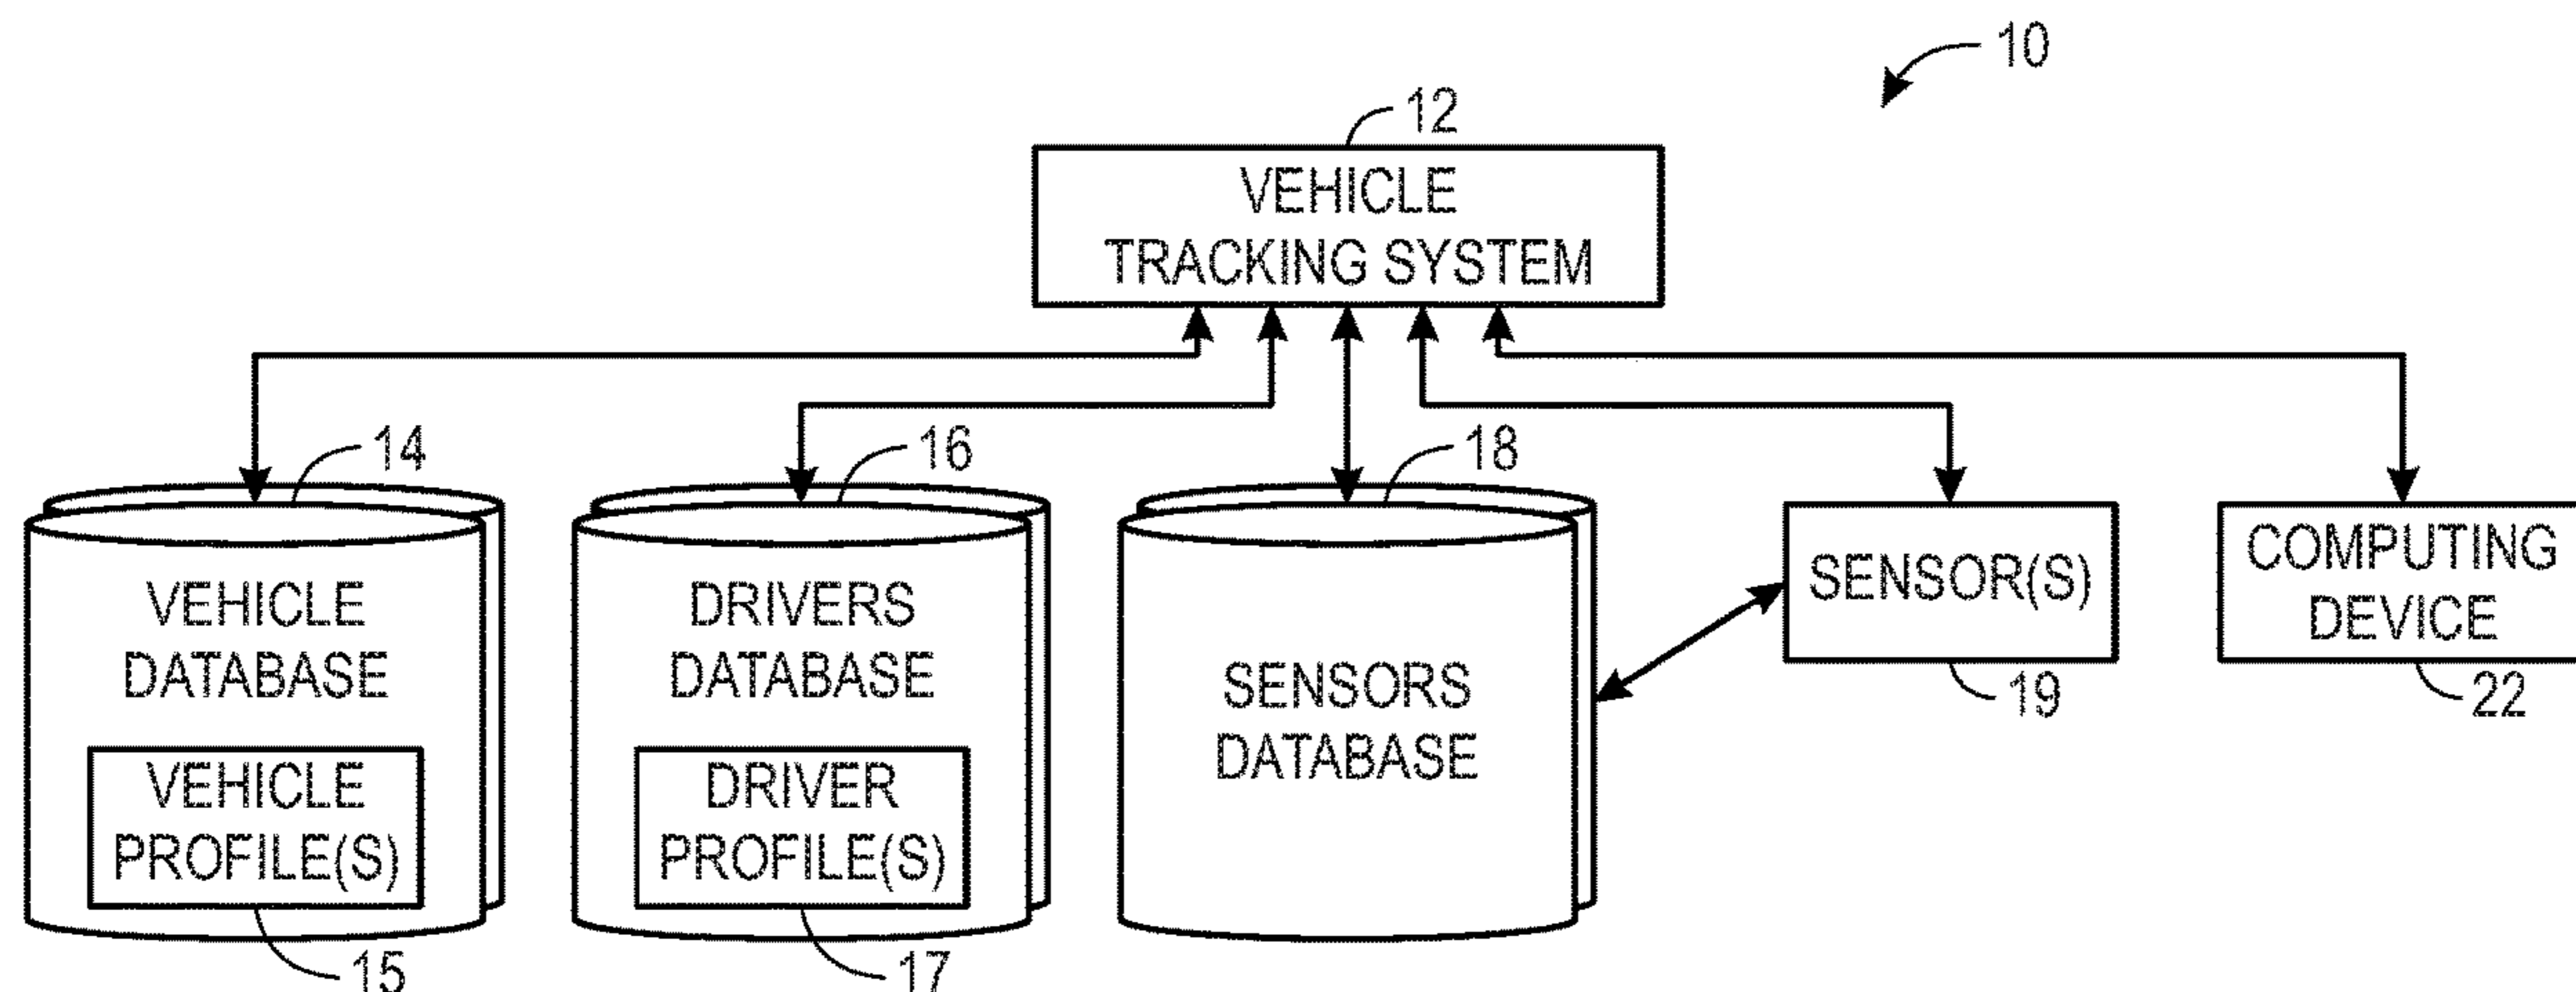 10
12
VEHICLE
TRACKING SYSTEM
14
16
18
VEHICLE
DATABASE
VEHICLE
PROFILE(S)
15
DRIVERS
DATABASE
DRIVER
PROFILE(S)
17
SENSORS
DATABASE
SENSOR(S)
19
COMPUTING
DEVICE
22